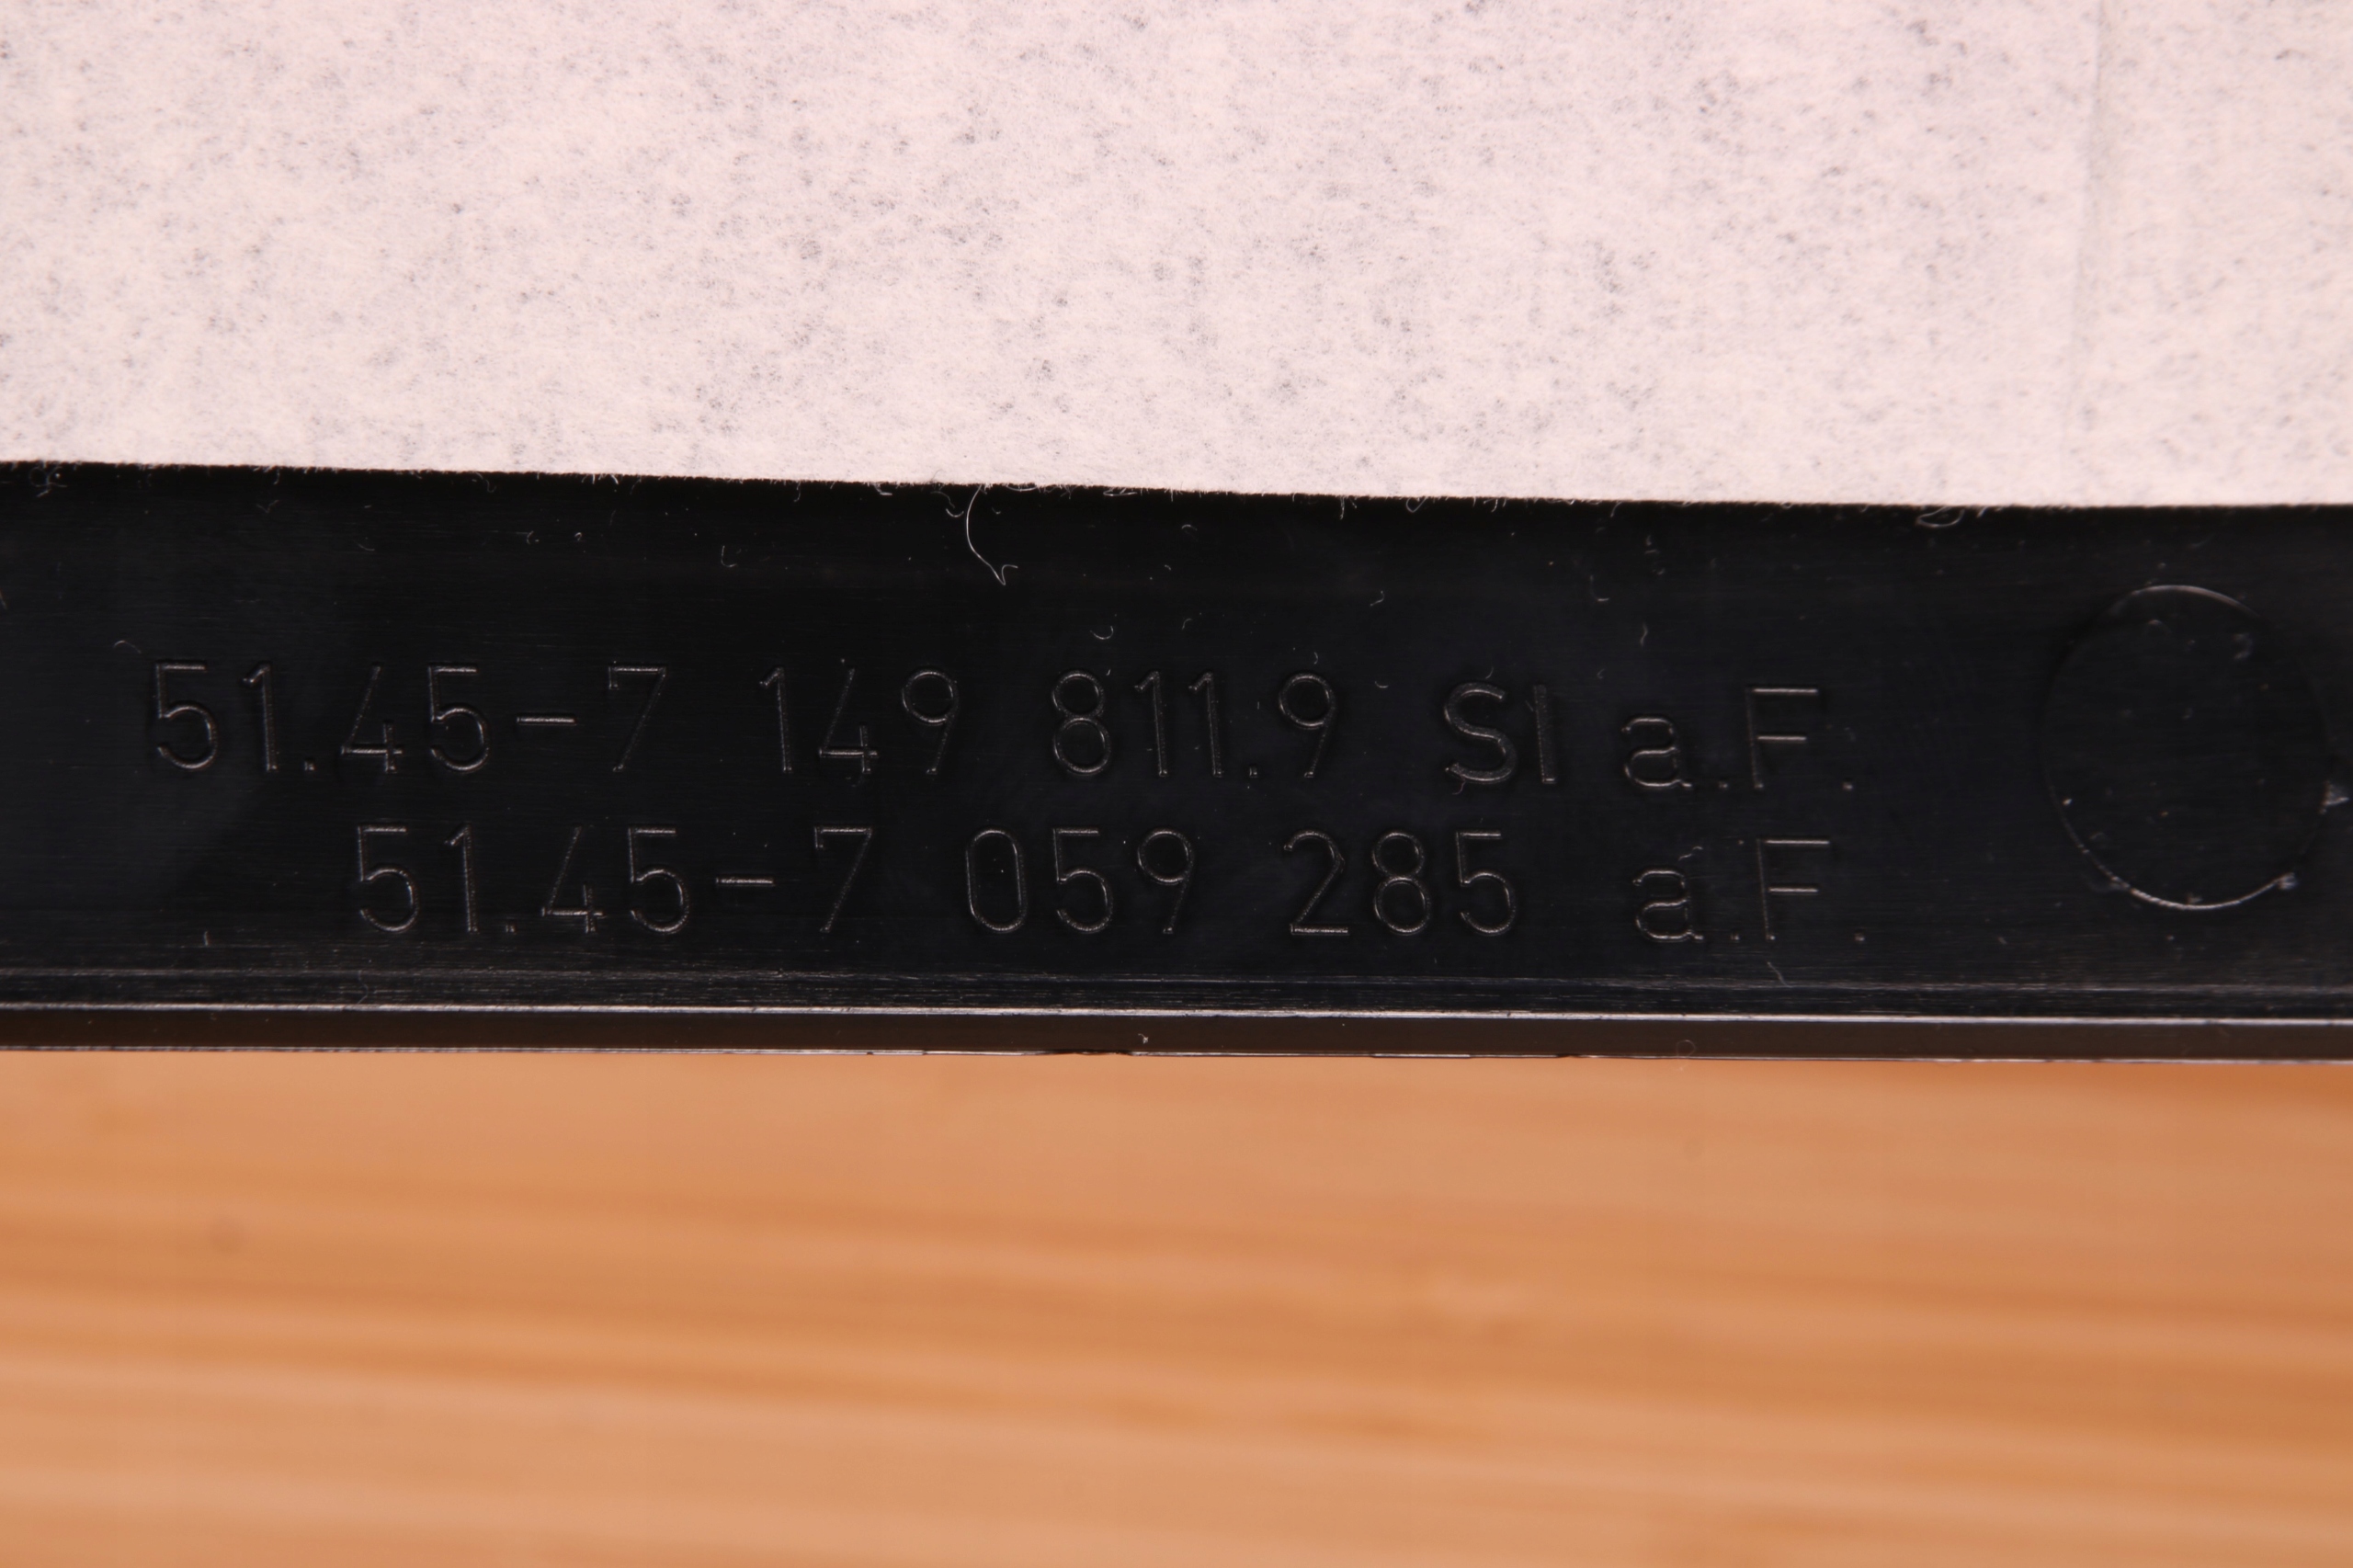 51.45-7 149 811.9 SI a.F.
51.45-7 059 285 a.F.